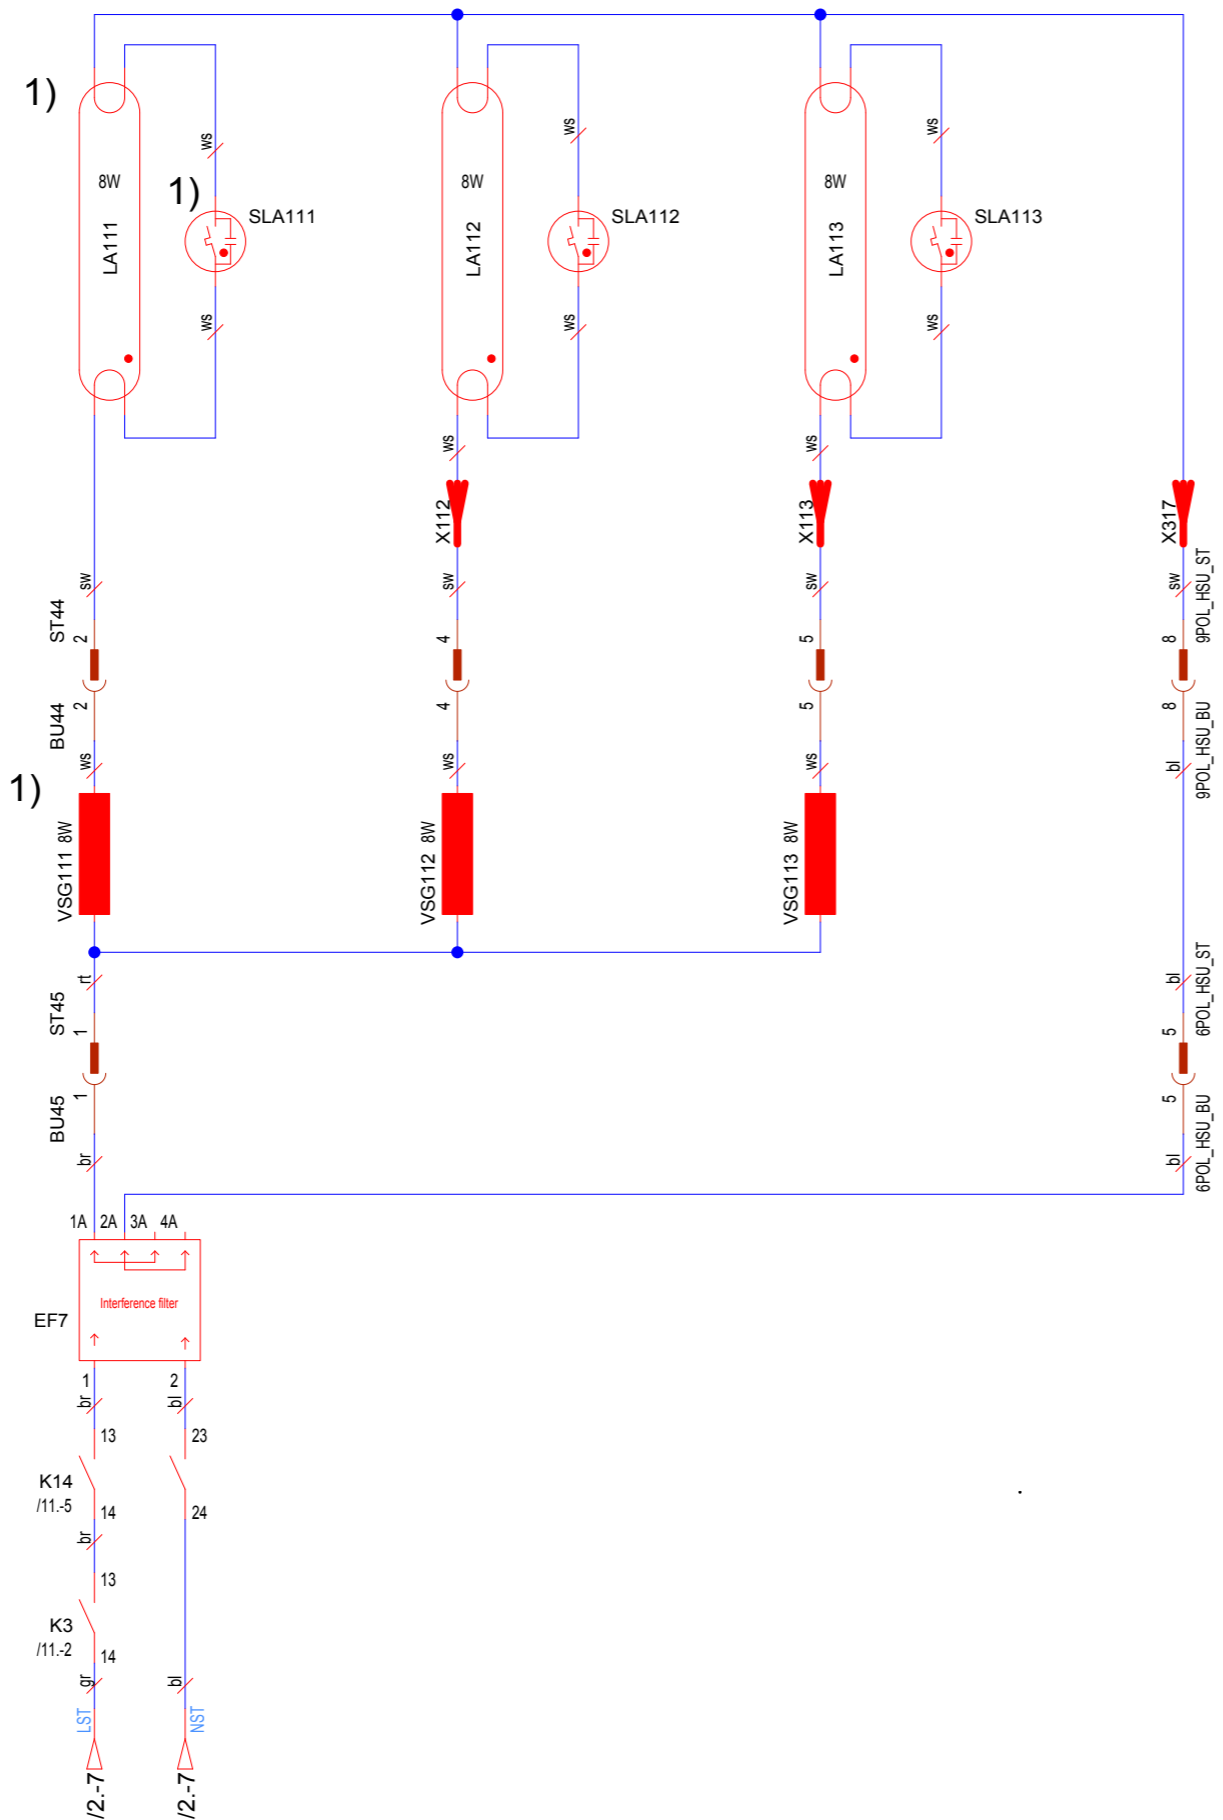 1)
ws
ws
ws
8W
1)
8W
8W
LA111
SLA111
LA112
SLA112
LA113
SLA113
ws
ws
ws
ws
ws
X112
X113
X317
sw
sw
sw
sw
9POL_HSU_ST
ST44
2
4
5
8
BU44
2
4
5
8
9POL_HSU_BU
ws
ws
ws
bl
1)
VSG111 8W
VSG112 8W
VSG113 8W
rt
bl
6POL_HSU_ST
ST45
1
5
BU45
1
5
6POL_HSU_BU
br
bl
1A 2A 3A 4A
Interference filter
EF7
1 2
br bl
13 23
K14
/11.-5
14 24
br
13
K3
/11.-2
14
gr bl
LST NST
/2.-7 /2.-7